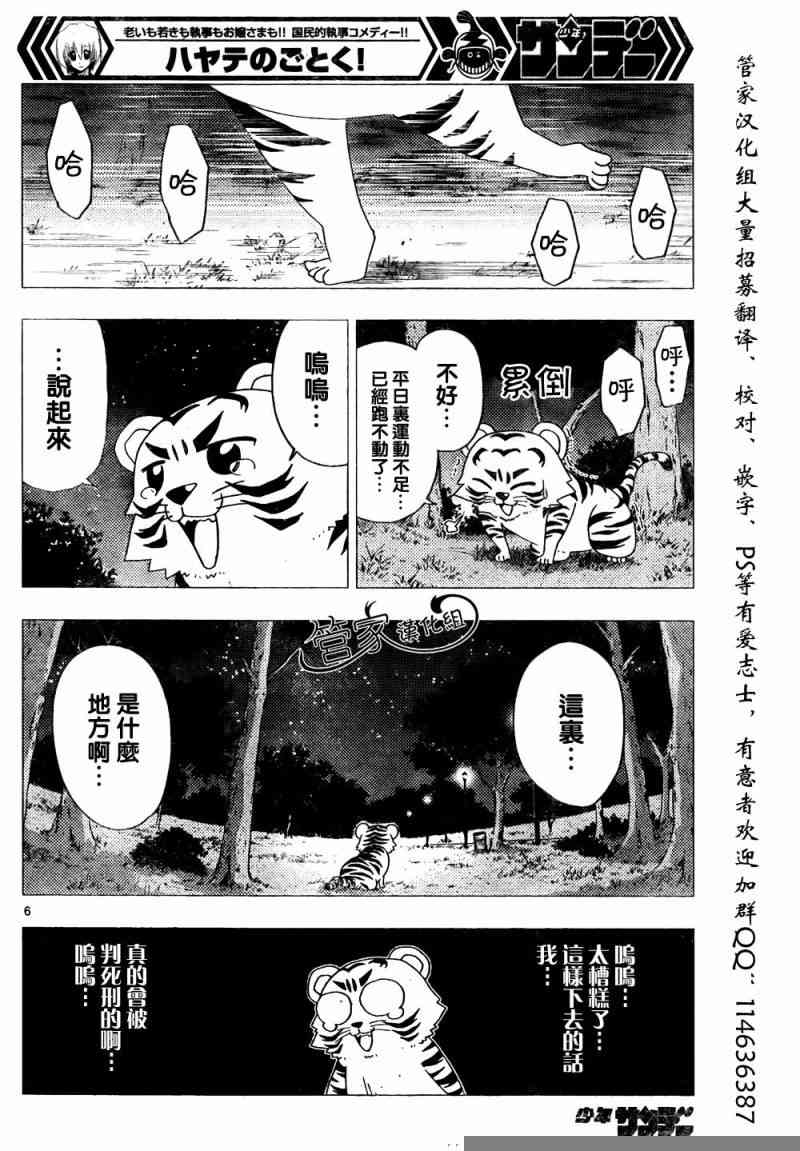 老いも若きも執事もお嬢さまも!! 国民的執事コメディー!!
ハヤテのごとく!
少年
サンデー
哈
哈
哈
哈
呼…
呼
累倒
不好…
平日裏運動不足…
已經跑不動了…
嗚嗚…
…說起來
管家漢化組
這裏…
是什麼
地方啊…
6
嗚嗚…
太槽糕了…
這樣下去的話
我…
真的會被
判死刑的啊…
嗚嗚…
少年サンデー
管家汉化组大量招募翻译、校对、嵌字、PS等有爱志士，有意者欢迎加群QQ：114636387